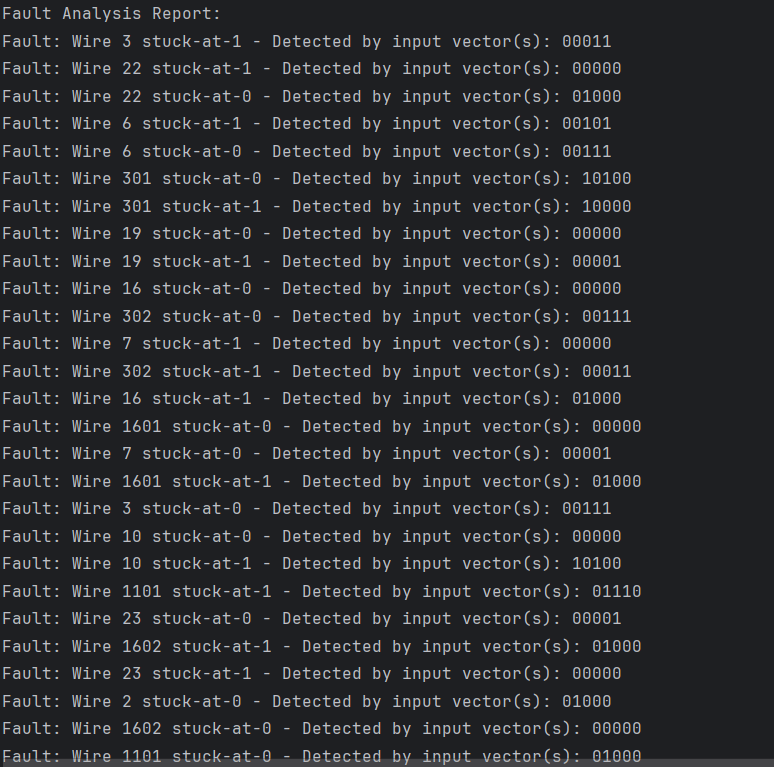 Fault Analysis Report:
Fault: Wire 3 stuck-at-1 - Detected by input vector(s): 00011
Fault: Wire 22 stuck-at-1 - Detected by input vector(s): 00000
Fault: Wire 22 stuck-at-0 - Detected by input vector(s): 01000
Fault: Wire 6 stuck-at-1 - Detected by input vector(s): 00101
Fault: Wire 6 stuck-at-0 - Detected by input vector(s): 00111
Fault: Wire 301 stuck-at-0 - Detected by input vector(s): 10100
Fault: Wire 301 stuck-at-1 - Detected by input vector(s): 10000
Fault: Wire 19 stuck-at-0 - Detected by input vector(s): 00000
Fault: Wire 19 stuck-at-1 - Detected by input vector(s): 00001
Fault: Wire 16 stuck-at-0 - Detected by input vector(s): 00000
Fault: Wire 302 stuck-at-0 - Detected by input vector(s): 00111
Fault: Wire 7 stuck-at-1 - Detected by input vector(s): 00000
Fault: Wire 302 stuck-at-1 - Detected by input vector(s): 00011
Fault: Wire 16 stuck-at-1 - Detected by input vector(s): 01000
Fault: Wire 1601 stuck-at-0 - Detected by input vector(s): 00000
Fault: Wire 7 stuck-at-0 - Detected by input vector(s): 00001
Fault: Wire 1601 stuck-at-1 - Detected by input vector(s): 01000
Fault: Wire 3 stuck-at-0 - Detected by input vector(s): 00111
Fault: Wire 10 stuck-at-0 - Detected by input vector(s): 00000
Fault: Wire 10 stuck-at-1 - Detected by input vector(s): 10100
Fault: Wire 1101 stuck-at-1 - Detected by input vector(s): 01110
Fault: Wire 23 stuck-at-0 - Detected by input vector(s): 00001
Fault: Wire 1602 stuck-at-1 - Detected by input vector(s): 01000
Fault: Wire 23 stuck-at-1 - Detected by input vector(s): 00000
Fault: Wire 2 stuck-at-0 - Detected by input vector(s): 01000
Fault: Wire 1602 stuck-at-0 - Detected by input vector(s): 00000
Fault: Wire 1101 stuck-at-0 - Detected by input vector(s): 01000